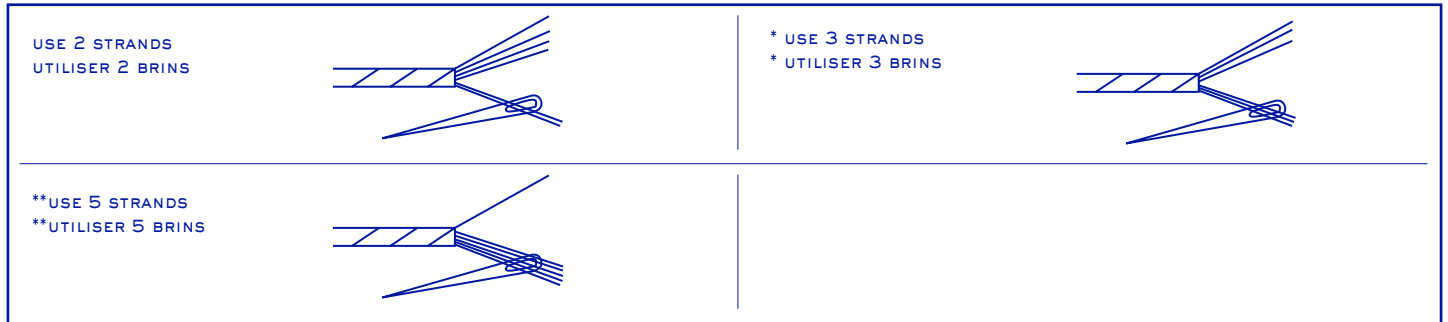 USE 2 STRANDS
UTILISER 2 BRINS
* USE 3 STRANDS
* UTILISER 3 BRINS
**USE 5 STRANDS
**UTILISER 5 BRINS